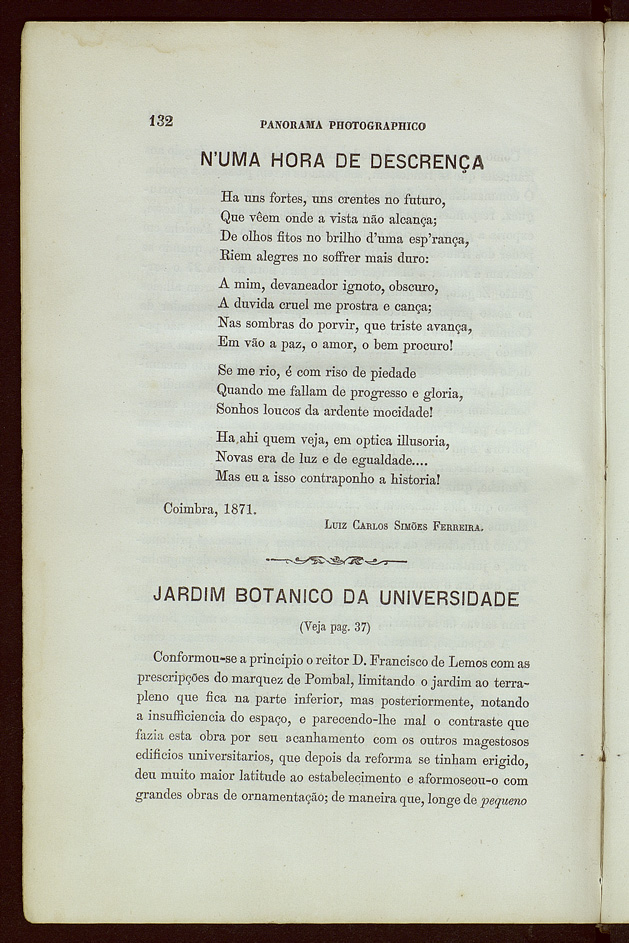 132
PANORAMA PHOTOGRAPHICO
N'UMA HORA DE DESCRENÇA
Ha uns fortes, uns crentes no futuro,
Que vêem onde a vista não alcança;
De olhos fitos no brilho d'uma esp'rança,
Riem alegres no soffrer mais duro:
A mim, devaneador ignoto, obscuro,
A duvida cruel me prostra e cança;
Nas sombras do porvir, que triste avança,
Em vão a paz, o amor, o bem procuro!
Se me rio, é com riso de piedade
Quando me fallam de progresso e gloria,
Sonhos loucos da ardente mocidade!
Ha ahi quem veja, em optica illusoria,
Novas era de luz e de egualdade....
Mas eu a isso contraponho a historia!
Coimbra, 1871.
LUIZ CARLOS SIMÕES FERREIRA.
JARDIM BOTANICO DA UNIVERSIDADE
(Veja pag. 37)
Conformou-se a principio o reitor D. Francisco de Lemos com as
prescripções do marquez de Pombal, limitando o jardim ao terra-
pleno que fica na parte inferior, mas posteriormente, notando
a insufficiencia do espaço, e parecendo-lhe mal o contraste que
fazia esta obra por seu acanhamento com os outros magestosos
edificios universitarios, que depois da reforma se tinham erigido,
deu muito maior latitude ao estabelecimento e aformoseou-o com
grandes obras de ornamentação; de maneira que, longe de pequeno